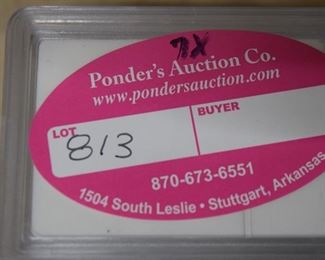 7X
Ponder's Auction Co.
www.pondersauction.com
LOT
BUYER
813
870-673-6551
1504 South Leslie • Stuttgart, Arkansas